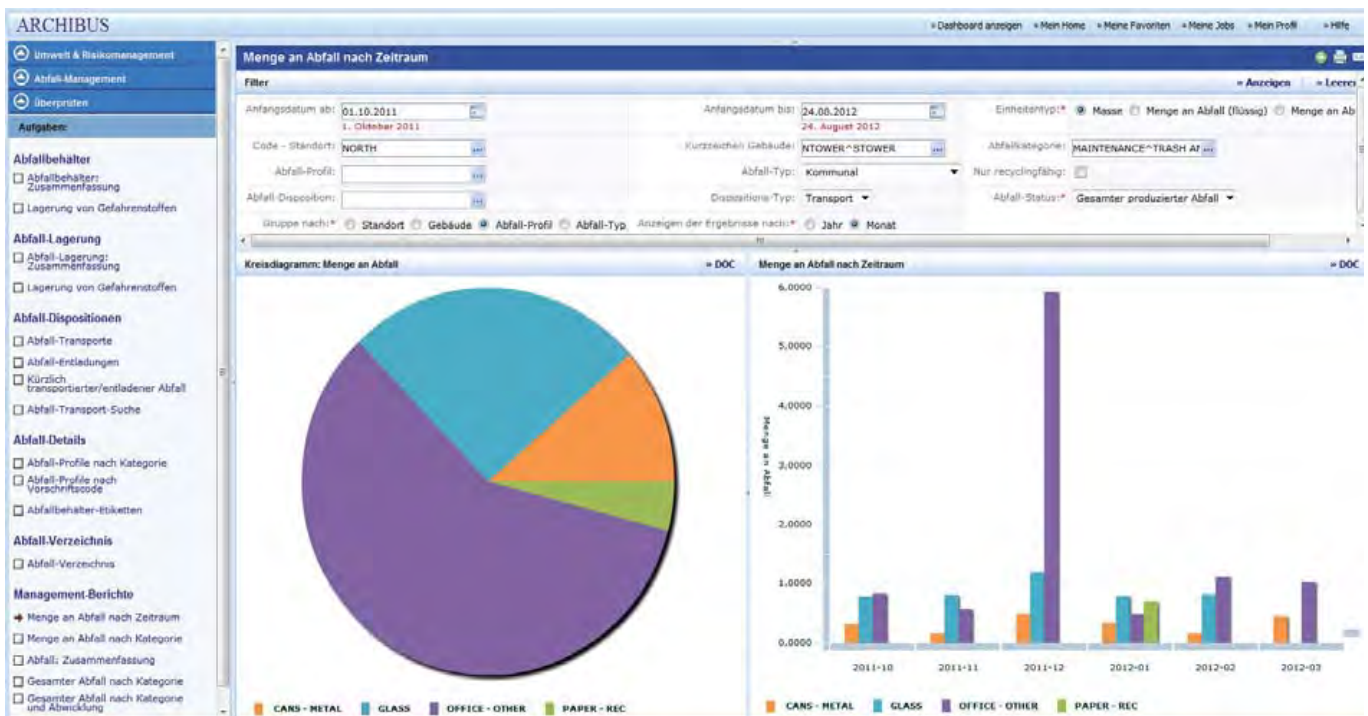 ARCHIBUS
» Dashboard anzeigen » Mein Home » Meine Favoriten » Meine Jobs » Mein Profil » Hilfe
Umwelt & Risikomanagement
Abfall-Management
Überprüfen
Aufgaben:
Abfallbehälter
Abfallbehälter:
Zusammenfassung
Lagerung von Gefahrenstoffen
Abfall-Lagerung
Abfall-Lagerung:
Zusammenfassung
Lagerung von Gefahrenstoffen
Abfall-Dispositionen
Abfall-Transporte
Abfall-Entladungen
Kürzlich
transportierter/entladener Abfall
Abfall-Transport-Suche
Abfall-Details
Abfall-Profile nach Kategorie
Abfall-Profile nach
Vorschriftscode
Abfallbehälter-Etiketten
Abfall-Verzeichnis
Abfall-Verzeichnis
Management-Berichte
Menge an Abfall nach Zeitraum
Menge an Abfall nach Kategorie
Abfall: Zusammenfassung
Gesamter Abfall nach Kategorie
Gesamter Abfall nach Kategorie
und Abwicklung
Menge an Abfall nach Zeitraum
Filter » Anzeigen » Leeren
Anfangsdatum ab: 01.10.2011 Anfangsdatum bis: 24.08.2012 Einheitentyp:* Masse Menge an Abfall (flüssig) Menge an Ab
1. Oktober 2011 24. August 2012
Code - Standort: NORTH ... Kurzzeichen Gebäude: NTOWER^STOWER ... Abfallkategorie: MAINTENANCE^TRASH AN ...
Abfall-Profil: ... Abfall-Typ: Kommunal Nur recyclingfähig:
Abfall-Disposition: ... Dispositions-Typ: Transport Abfall-Status:* Gesamter produzierter Abfall
Gruppe nach:* Standort Gebäude Abfall-Profil Abfall-Typ Anzeigen der Ergebnisse nach:* Jahr Monat
Kreisdiagramm: Menge an Abfall » DOC
CANS - METAL GLASS OFFICE - OTHER PAPER - REC
Menge an Abfall nach Zeitraum » DOC
Menge an Abfall
6,0000
5,0000
4,0000
3,0000
2,0000
1,0000
0,0000
2011-10 2011-11 2011-12 2012-01 2012-02 2012-03
CANS - METAL GLASS OFFICE - OTHER PAPER - REC